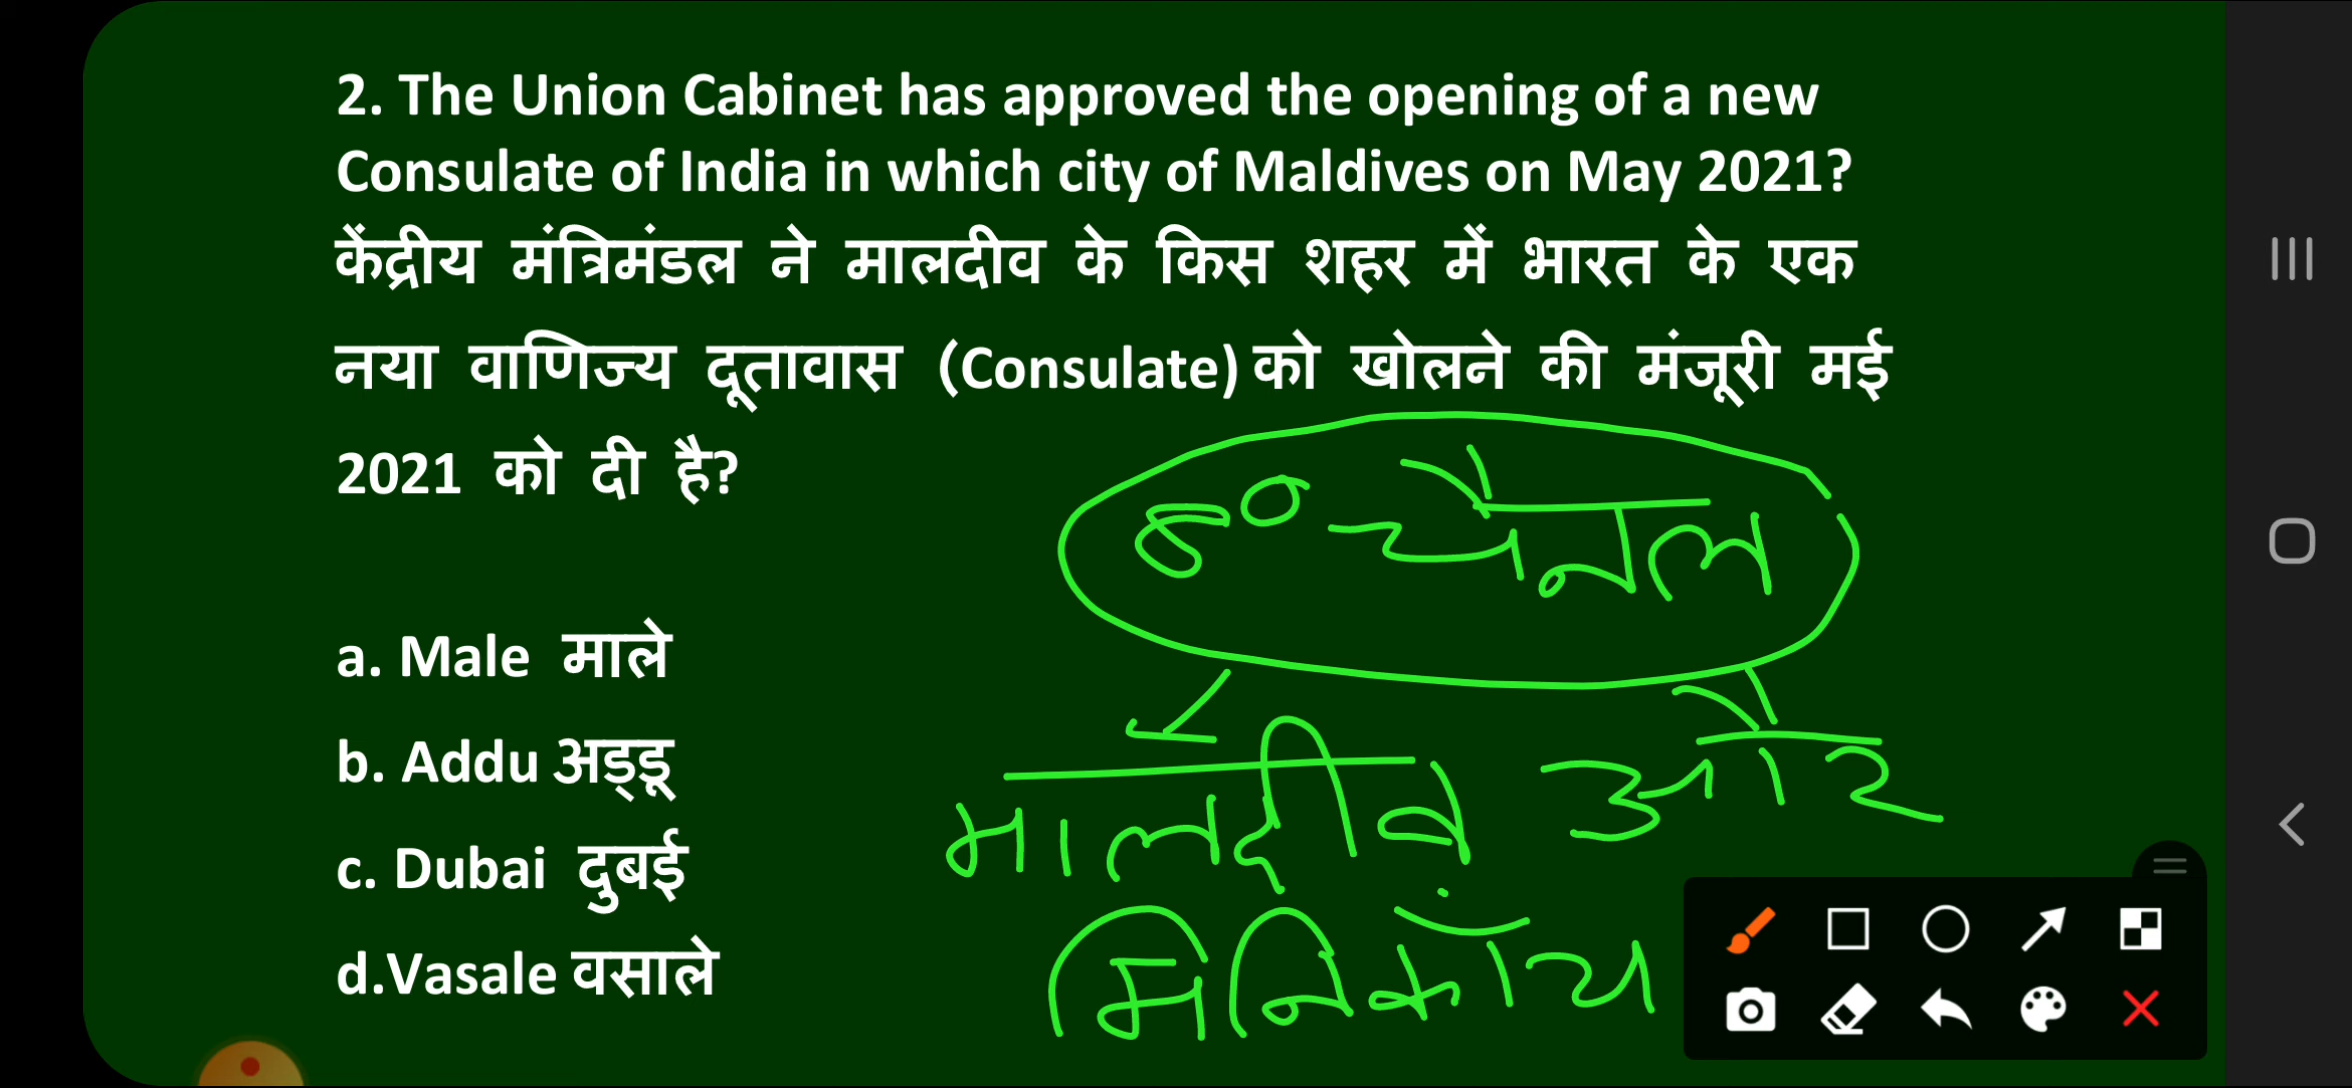 2. The Union Cabinet has approved the opening of a new
Consulate of India in which city of Maldives on May 2021?
केंद्रीय मंत्रिमंडल ने मालदीव के किस शहर में भारत के एक
नया वाणिज्य दूतावास (Consulate) को खोलने की मंजूरी मई
2021 को दी है?
8° चैनल
a. Male माले
b. Addu अड्डू
मालदीव और
c. Dubai दुबई
मिनिकॉय
d.Vasale वसाले